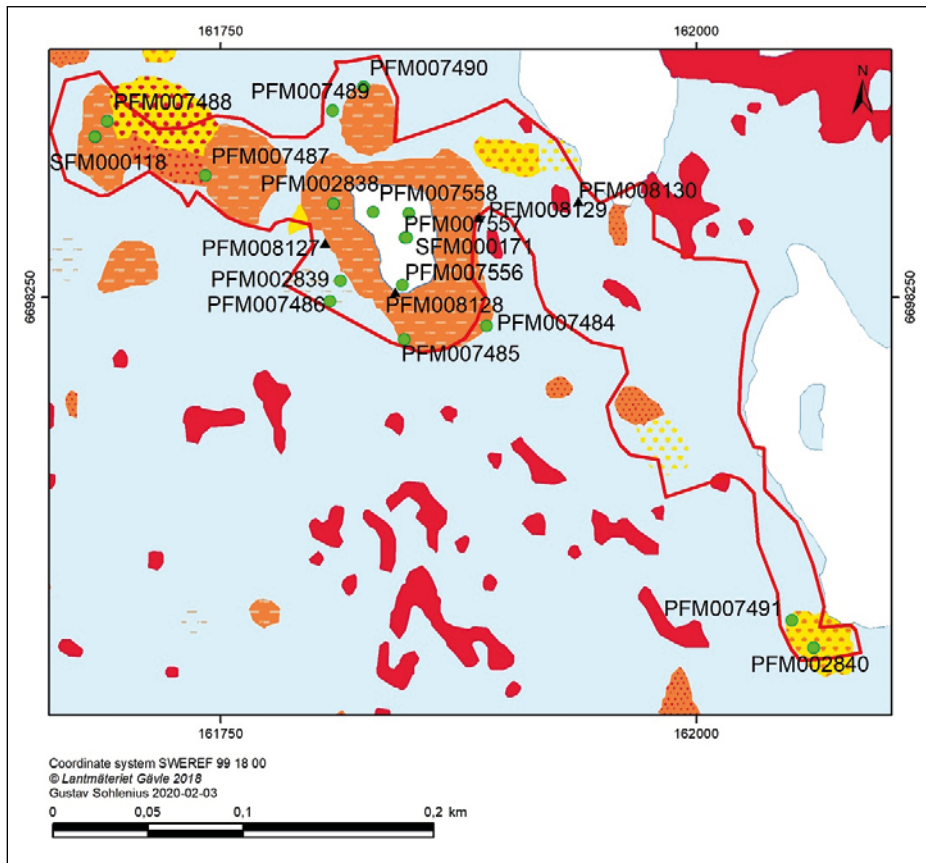 161750
162000
PFM007490
PFM007489
N
PFM007488
SFM000118
PFM007487
PFM002838
PFM007558
PFM008130
PFM008129
PFM007557
SFM000171
PFM008127
PFM002839
PFM007556
6698250
6698250
PFM007486
PFM008128
PFM007484
PFM007485
PFM007491
PFM002840
161750
162000
Coordinate system SWEREF 99 18 00
© Lantmäteriet Gävle 2018
Gustav Sohlenius 2020-02-03
0 0,05 0,1 0,2 km